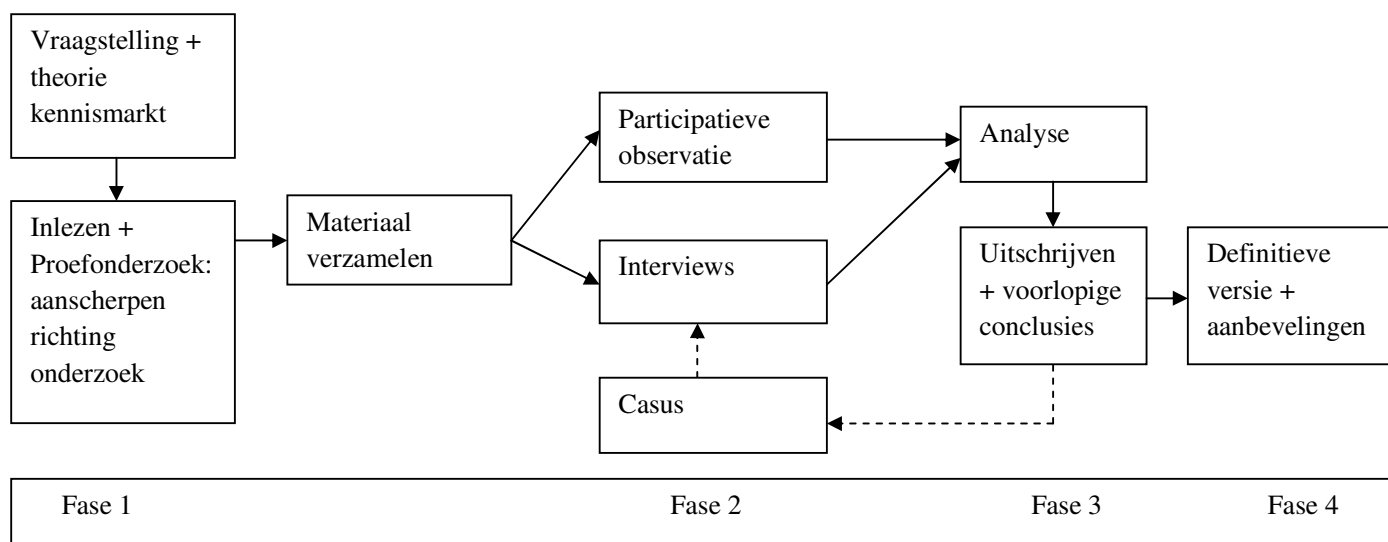 Vraagstelling +
theorie
kennismarkt
Inlezen +
Proefonderzoek:
aanscherpen
richting
onderzoek
Materiaal
verzamelen
Participatieve
observatie
Interviews
Casus
Analyse
Uitschrijven
+ voorlopige
conclusies
Definitieve
versie +
aanbevelingen
Fase 1 Fase 2 Fase 3 Fase 4